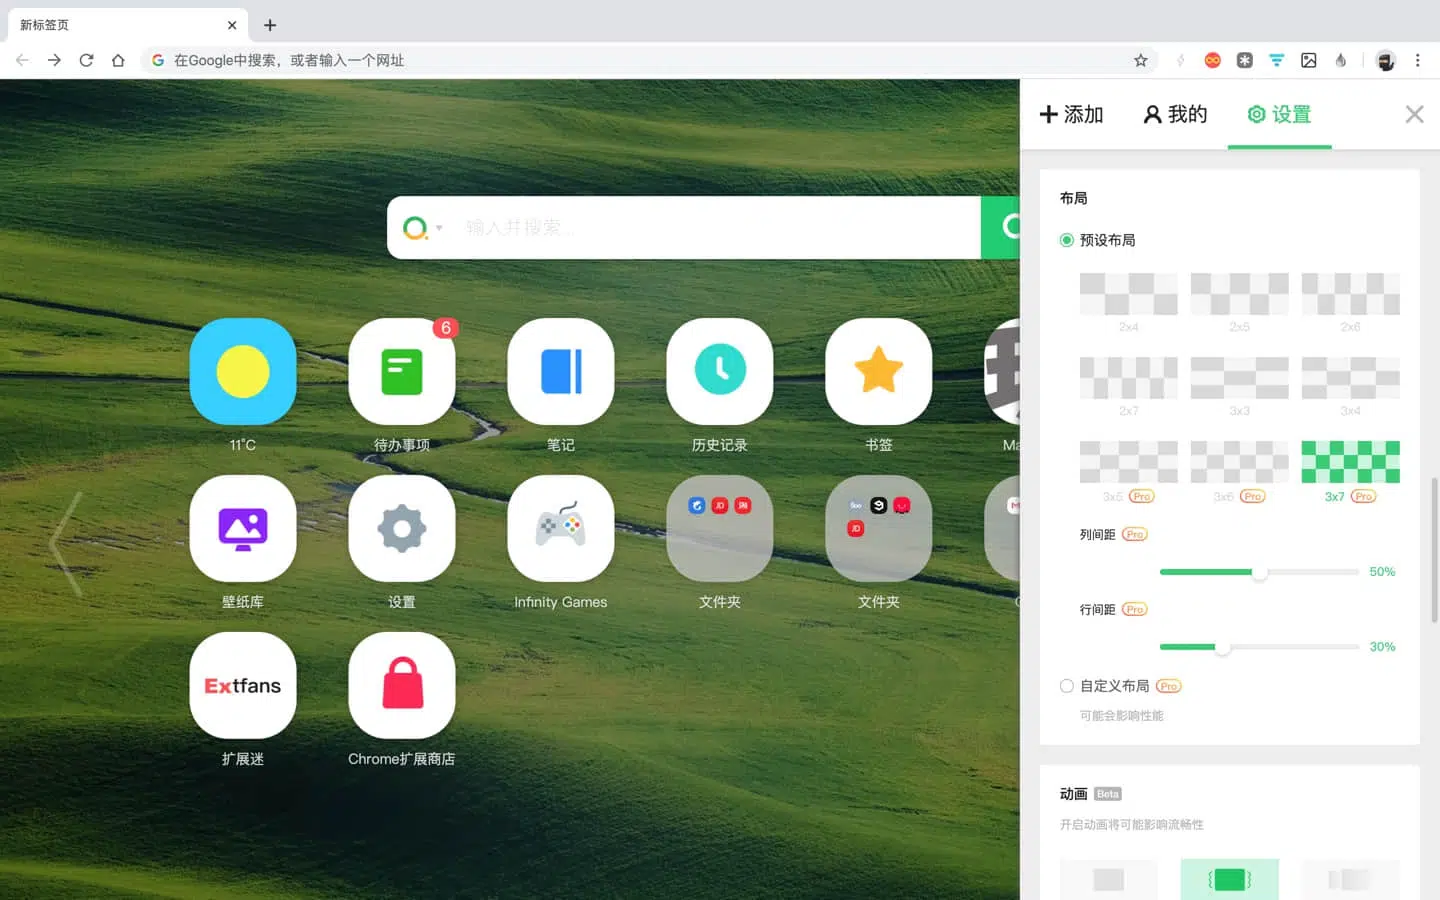 新标签页
在Google中搜索，或者输入一个网址
添加
我的
设置
输入并搜索...
6
11°C
待办事项
笔记
历史记录
书签
壁纸库
设置
Infinity Games
文件夹
文件夹
Extfans
扩展迷
Chrome扩展商店
布局
预设布局
2x4
2x5
2x6
2x7
3x3
3x4
3x5 Pro
3x6 Pro
3x7 Pro
列间距 Pro
50%
行间距 Pro
30%
自定义布局 Pro
可能会影响性能
动画 Beta
开启动画将可能影响流畅性